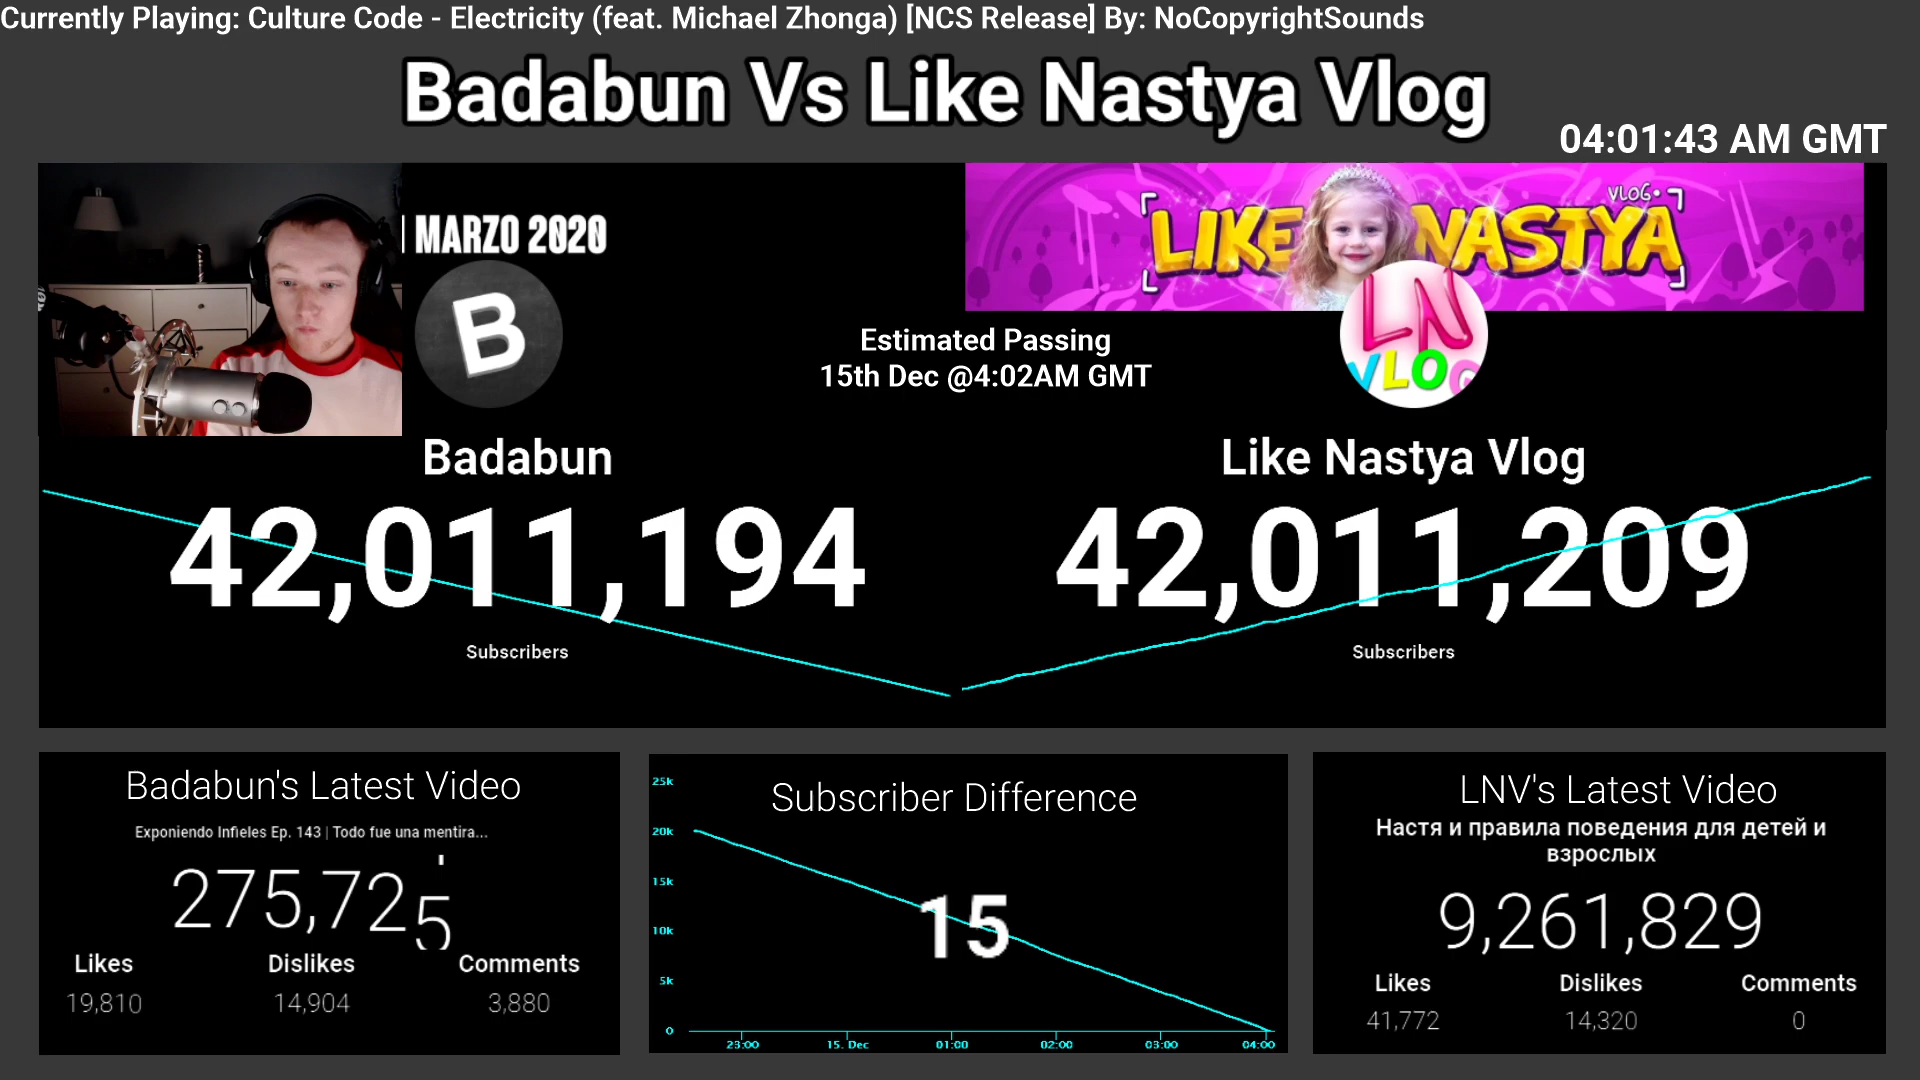 Currently Playing: Culture Code - Electricity (feat. Michael Zhonga) [NCS Release] By: NoCopyrightSounds
Badabun Vs Like Nastya Vlog
04:01:43 AM GMT
MARZO 2020
B
VLOG
LIKE NASTYA
LN
VLOG
Estimated Passing
15th Dec @4:02AM GMT
Badabun
42,011,194
Subscribers
Like Nastya Vlog
42,011,209
Subscribers
Badabun's Latest Video
Exponiendo Infieles Ep. 143 | Todo fue una mentira...
275,725
Likes Dislikes Comments
19,810 14,904 3,880
Subscriber Difference
15
25k
20k
15k
10k
5k
0
23:00 15. Dec 01:00 02:00 03:00 04:00
LNV's Latest Video
Настя и правила поведения для детей и
взрослых
9,261,829
Likes Dislikes Comments
41,772 14,320 0